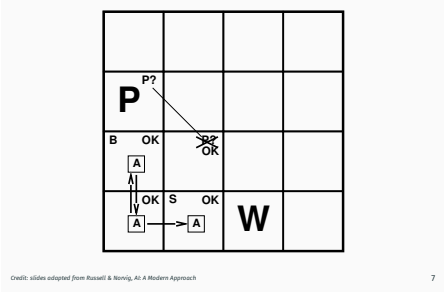 P?
P
B OK
P?
OK
A
OK S OK
A A W
Credit: slides adapted from Russell & Norvig, AI: A Modern Approach
7